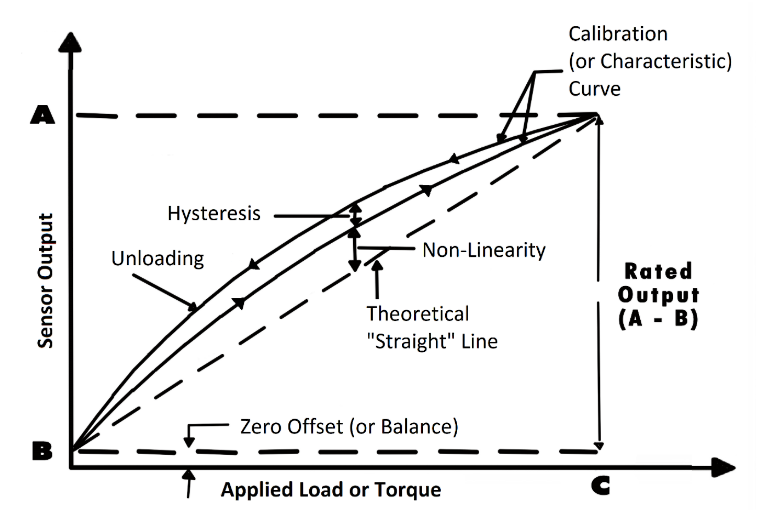 Calibration
(or Characteristic)
Curve
A
Hysteresis
Non-Linearity
Unloading
Sensor Output
Rated
Output
(A - B)
Theoretical
"Straight" Line
Zero Offset (or Balance)
B
Applied Load or Torque
C